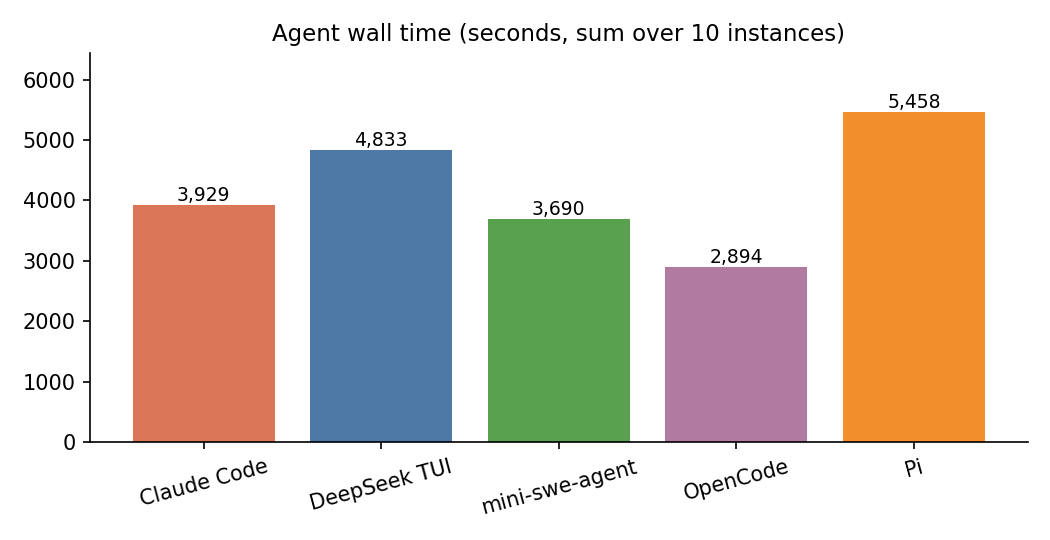 Agent wall time (seconds, sum over 10 instances)
6000
5000
4000
3000
2000
1000
0
3,929
4,833
3,690
2,894
5,458
Claude Code
DeepSeek TUI
mini-swe-agent
OpenCode
Pi